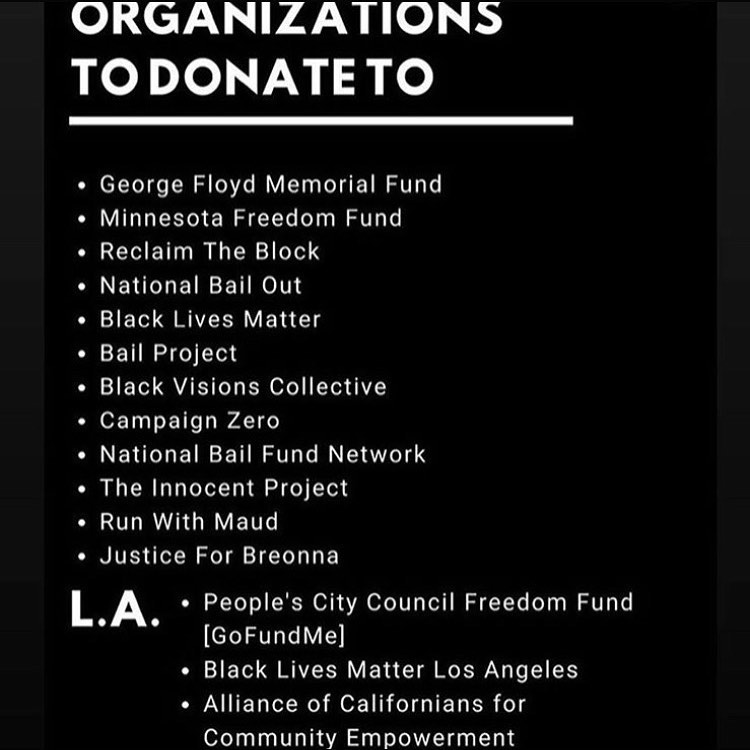 ORGANIZATIONS
TO DONATE TO
• George Floyd Memorial Fund
• Minnesota Freedom Fund
• Reclaim The Block
• National Bail Out
• Black Lives Matter
• Bail Project
• Black Visions Collective
• Campaign Zero
• National Bail Fund Network
• The Innocent Project
• Run With Maud
• Justice For Breonna
L.A.
• People's City Council Freedom Fund
[GoFundMe]
• Black Lives Matter Los Angeles
• Alliance of Californians for
Community Empowerment